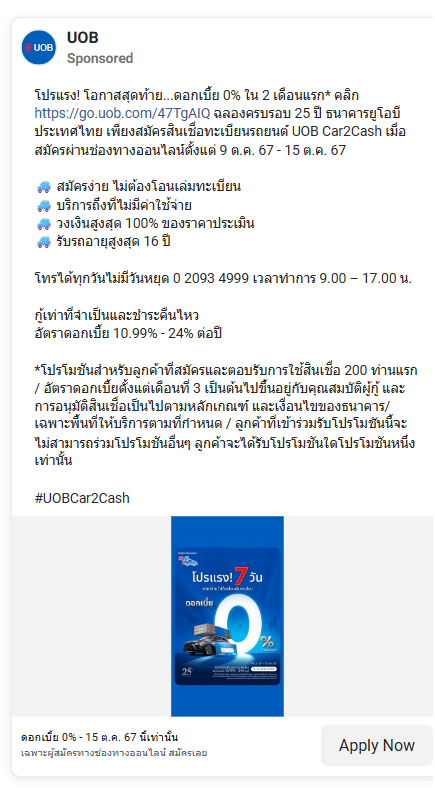 UOB
UOB
Sponsored
โปรแรง! โอกาสสุดท้าย...ดอกเบี้ย 0% ใน 2 เดือนแรก* คลิก
https://go.uob.com/47TgAIQ ฉลองครบรอบ 25 ปี ธนาคารยูโอบี
ประเทศไทย เพียงสมัครสินเชื่อทะเบียนรถยนต์ UOB Car2Cash เมื่อ
สมัครผ่านช่องทางออนไลน์ตั้งแต่ 9 ต.ค. 67 - 15 ต.ค. 67
🚙 สมัครง่าย ไม่ต้องโอนเล่มทะเบียน
🚙 บริการถึงที่ไม่มีค่าใช้จ่าย
🚙 วงเงินสูงสุด 100% ของราคาประเมิน
🚙 รับรถอายุสูงสุด 16 ปี
โทรได้ทุกวันไม่มีวันหยุด 0 2093 4999 เวลาทำการ 9.00 – 17.00 น.
กู้เท่าที่จำเป็นและชำระคืนไหว
อัตราดอกเบี้ย 10.99% - 24% ต่อปี
*โปรโมชันสำหรับลูกค้าที่สมัครและตอบรับการใช้สินเชื่อ 200 ท่านแรก
/ อัตราดอกเบี้ยตั้งแต่เดือนที่ 3 เป็นต้นไปขึ้นอยู่กับคุณสมบัติผู้กู้ และ
การอนุมัติสินเชื่อเป็นไปตามหลักเกณฑ์ และเงื่อนไขของธนาคาร/
เฉพาะพื้นที่ให้บริการตามที่กำหนด / ลูกค้าที่เข้าร่วมรับโปรโมชันนี้จะ
ไม่สามารถร่วมโปรโมชันอื่นๆ ลูกค้าจะได้รับโปรโมชันใดโปรโมชันหนึ่ง
เท่านั้น
#UOBCar2Cash
โปรแรง! 7 วัน
ดอกเบี้ย
0%
25
ดอกเบี้ย 0% - 15 ต.ค. 67 นี้เท่านั้น
เฉพาะผู้สมัครทางช่องทางออนไลน์ สมัครเลย
Apply Now